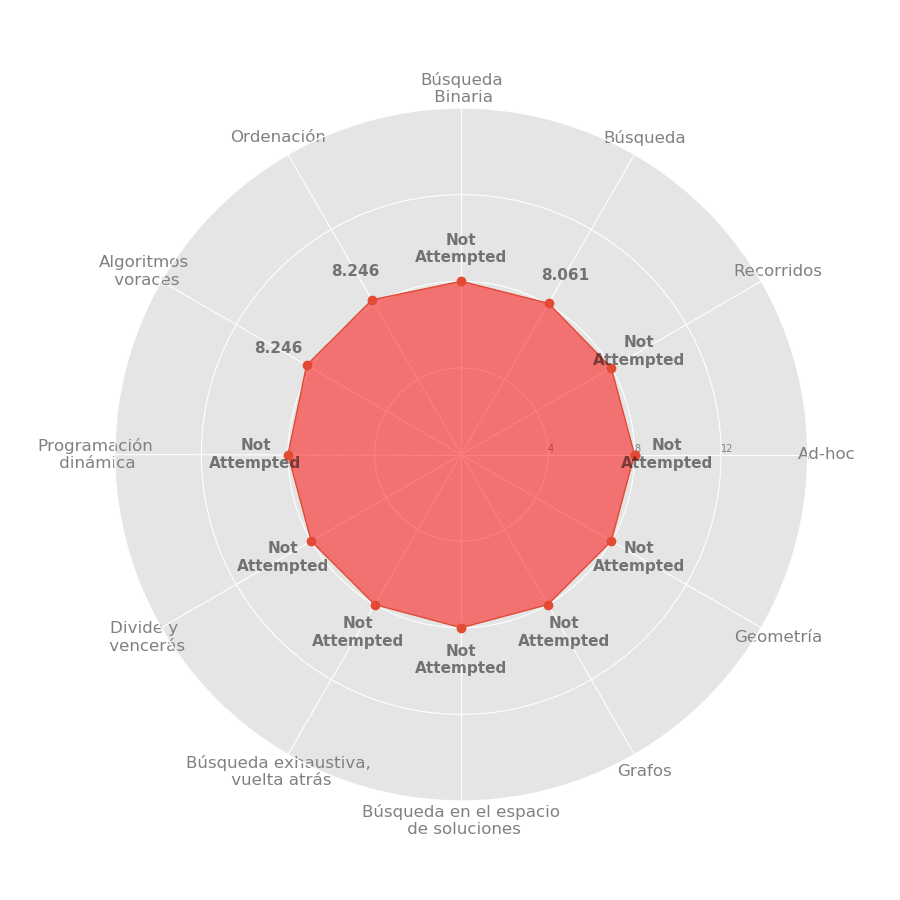 Búsqueda
Binaria
Ordenación
Búsqueda
Not
Attempted
8.246
8.061
Algoritmos
voraces
Recorridos
Not
Attempted
8.246
Programación
dinámica
Not
Attempted
4
8
Not
Attempted
12
Ad-hoc
Not
Attempted
Not
Attempted
Divide y
vencerás
Not
Attempted
Not
Attempted
Not
Attempted
Geometría
Búsqueda exhaustiva,
vuelta atrás
Grafos
Búsqueda en el espacio
de soluciones